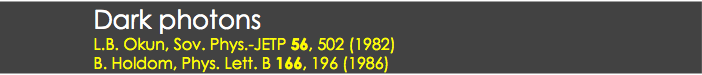 Dark photons
L.B. Okun, Sov. Phys.-JETP 56, 502 (1982)
B. Holdom, Phys. Lett. B 166, 196 (1986)